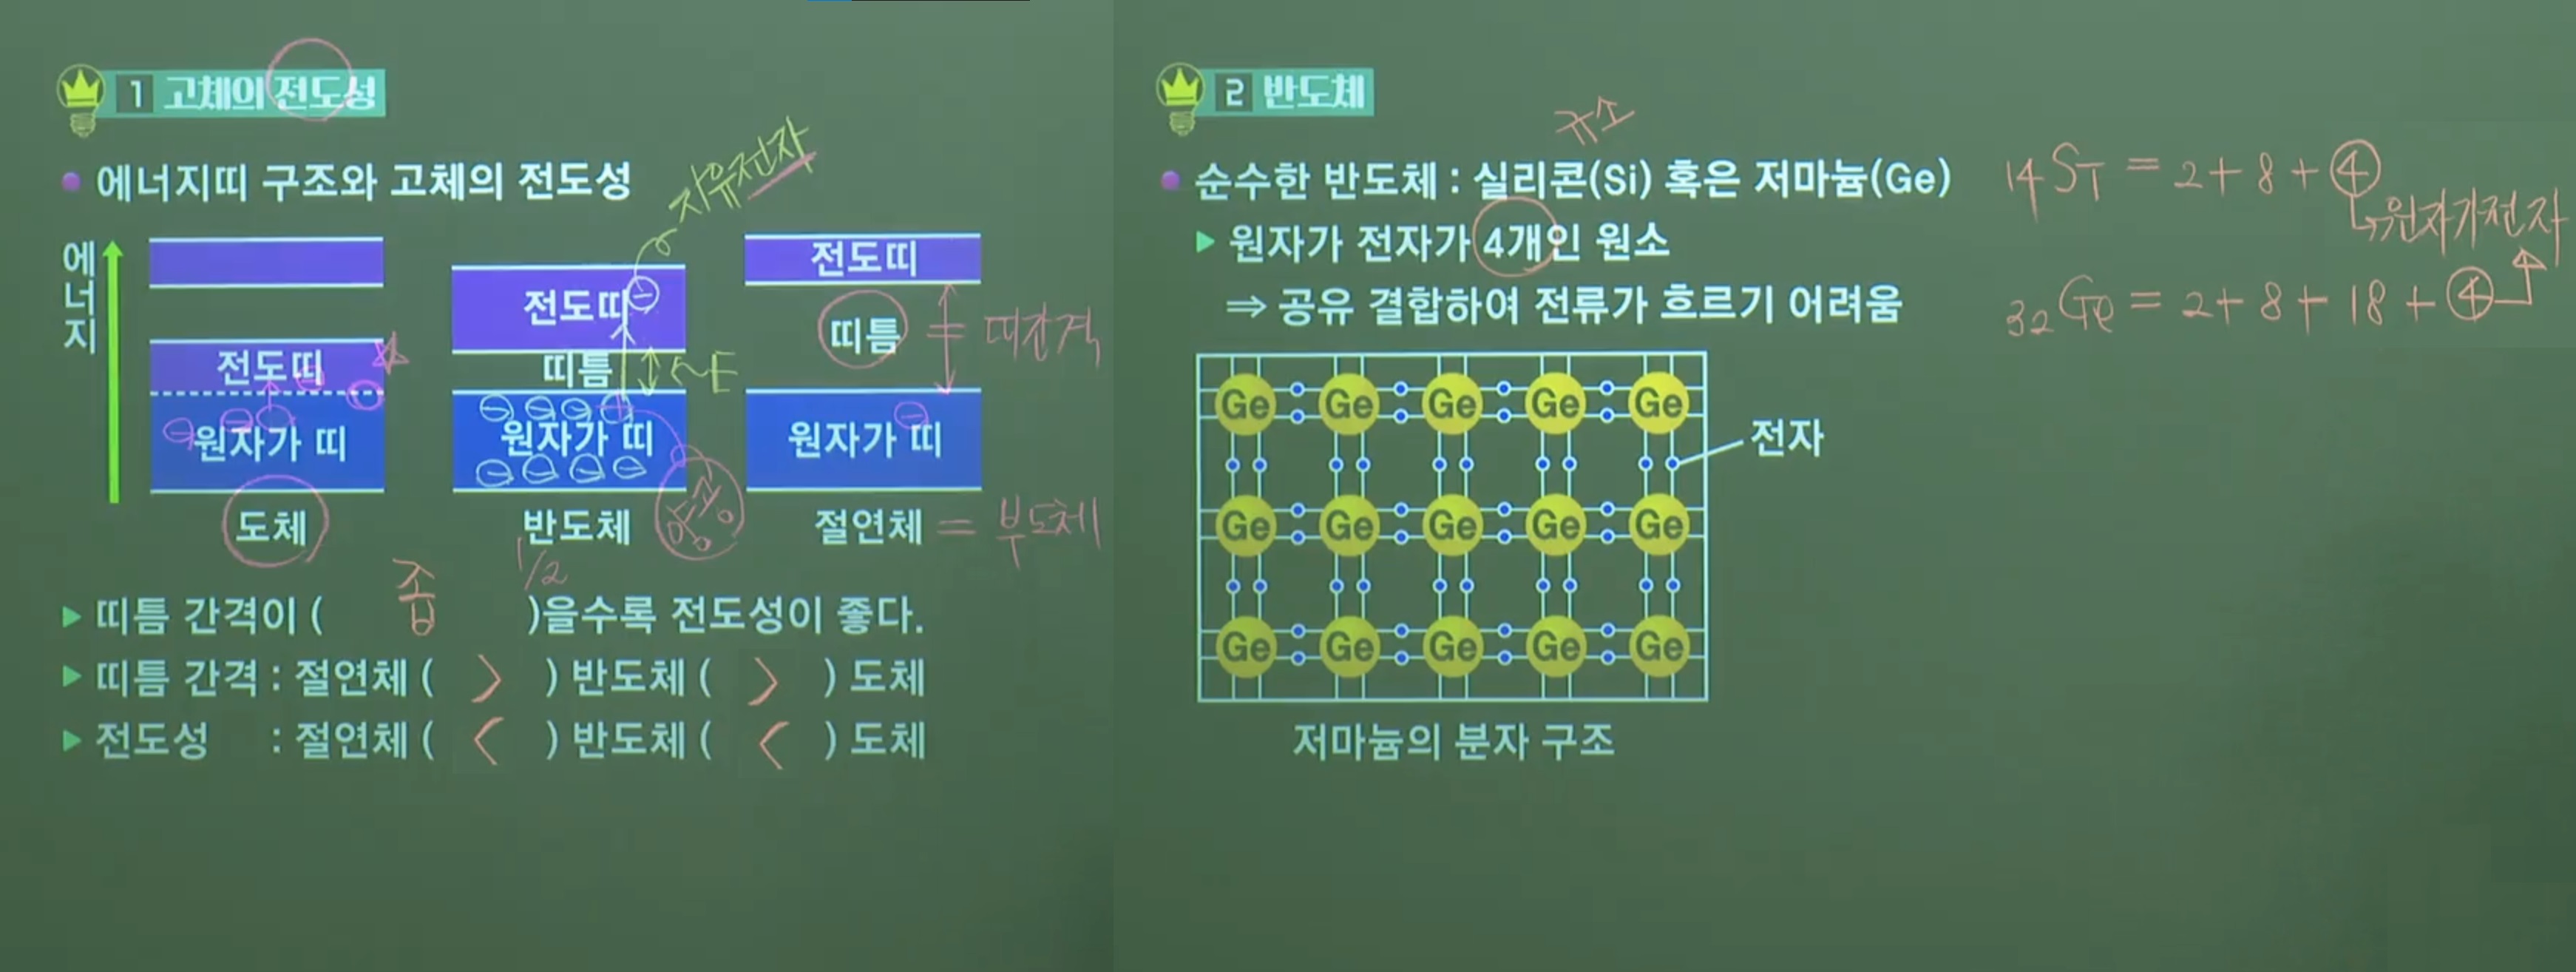 1 고체의 전도성
에너지띠 구조와 고체의 전도성
자유전자
에너지
전도띠
원자가 띠
도체
전도띠
띠틈
E
원자가 띠
반도체
양공
1/2
전도띠
띠틈 = 띠간격
원자가 띠
절연체 = 부도체
띠틈 간격이 ( 좁 )을수록 전도성이 좋다.
띠틈 간격 : 절연체 ( > ) 반도체 ( > ) 도체
전도성 : 절연체 ( < ) 반도체 ( < ) 도체
2 반도체
규소
순수한 반도체 : 실리콘(Si) 혹은 저마늄(Ge)
원자가 전자가 4개인 원소
⇒ 공유 결합하여 전류가 흐르기 어려움
14 Si = 2 + 8 + ④
↳원자가전자
32 Ge = 2 + 8 + 18 + ④
Ge Ge Ge Ge Ge
전자
Ge Ge Ge Ge Ge
Ge Ge Ge Ge Ge
저마늄의 분자 구조